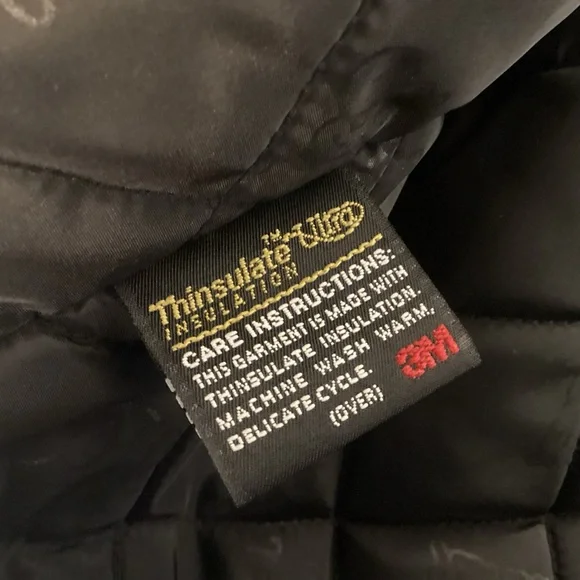 Thinsulate™ Ultra
INSULATION
CARE INSTRUCTIONS:
THIS GARMENT IS MADE WITH
THINSULATE INSULATION.
MACHINE WASH WARM,
DELICATE CYCLE.
(OVER)
3M